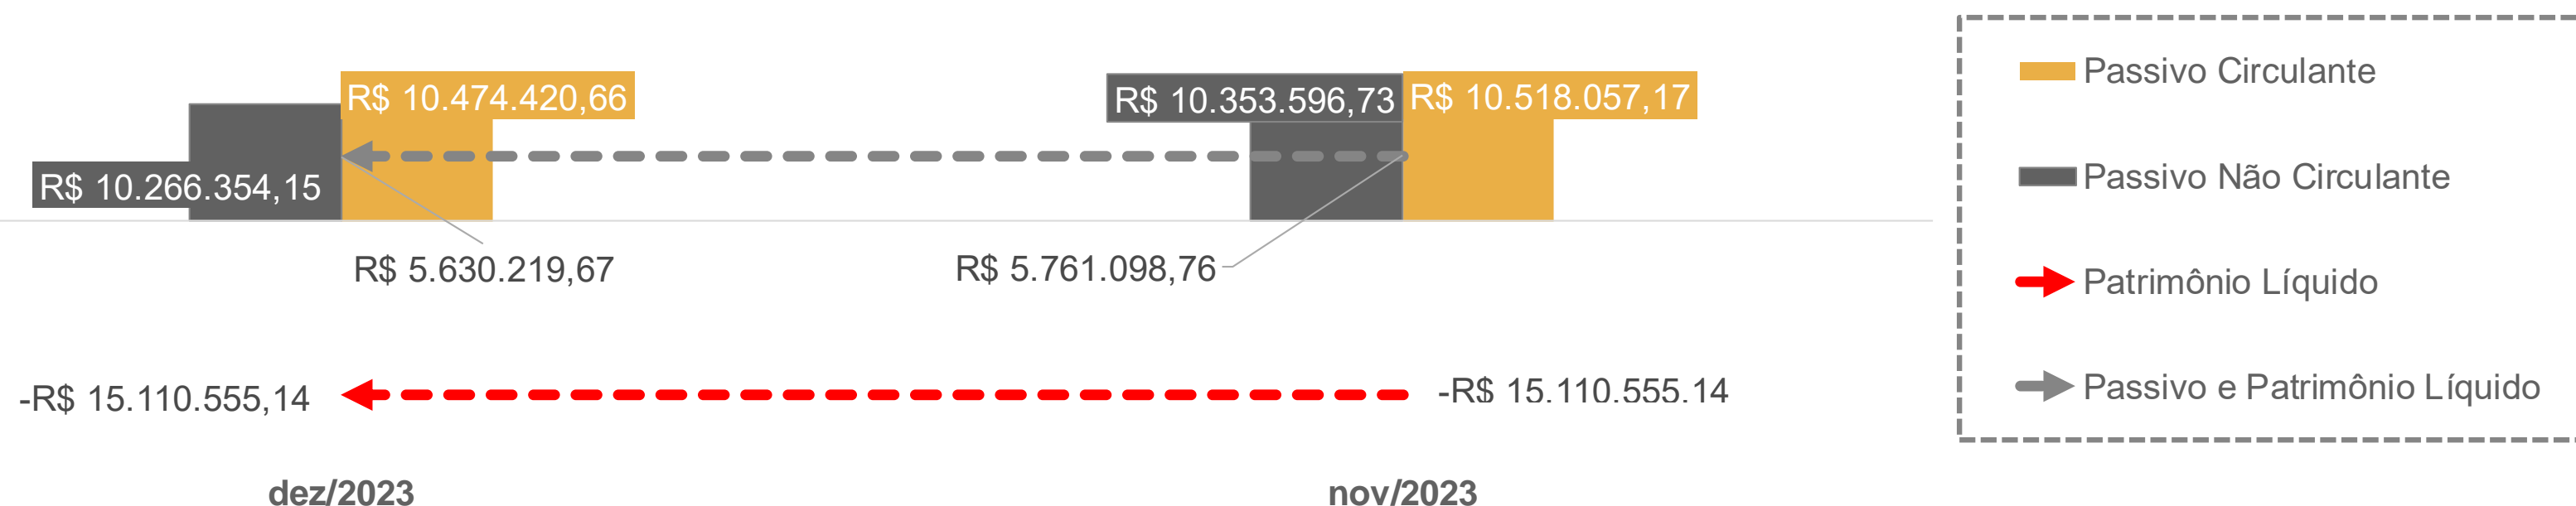 R$ 10.474.420,66
R$ 10.266.354,15
R$ 5.630.219,67
-R$ 15.110.555,14
dez/2023
R$ 10.353.596,73
R$ 10.518.057,17
R$ 5.761.098,76
-R$ 15.110.555,14
nov/2023
Passivo Circulante
Passivo Não Circulante
Patrimônio Líquido
Passivo e Patrimônio Líquido